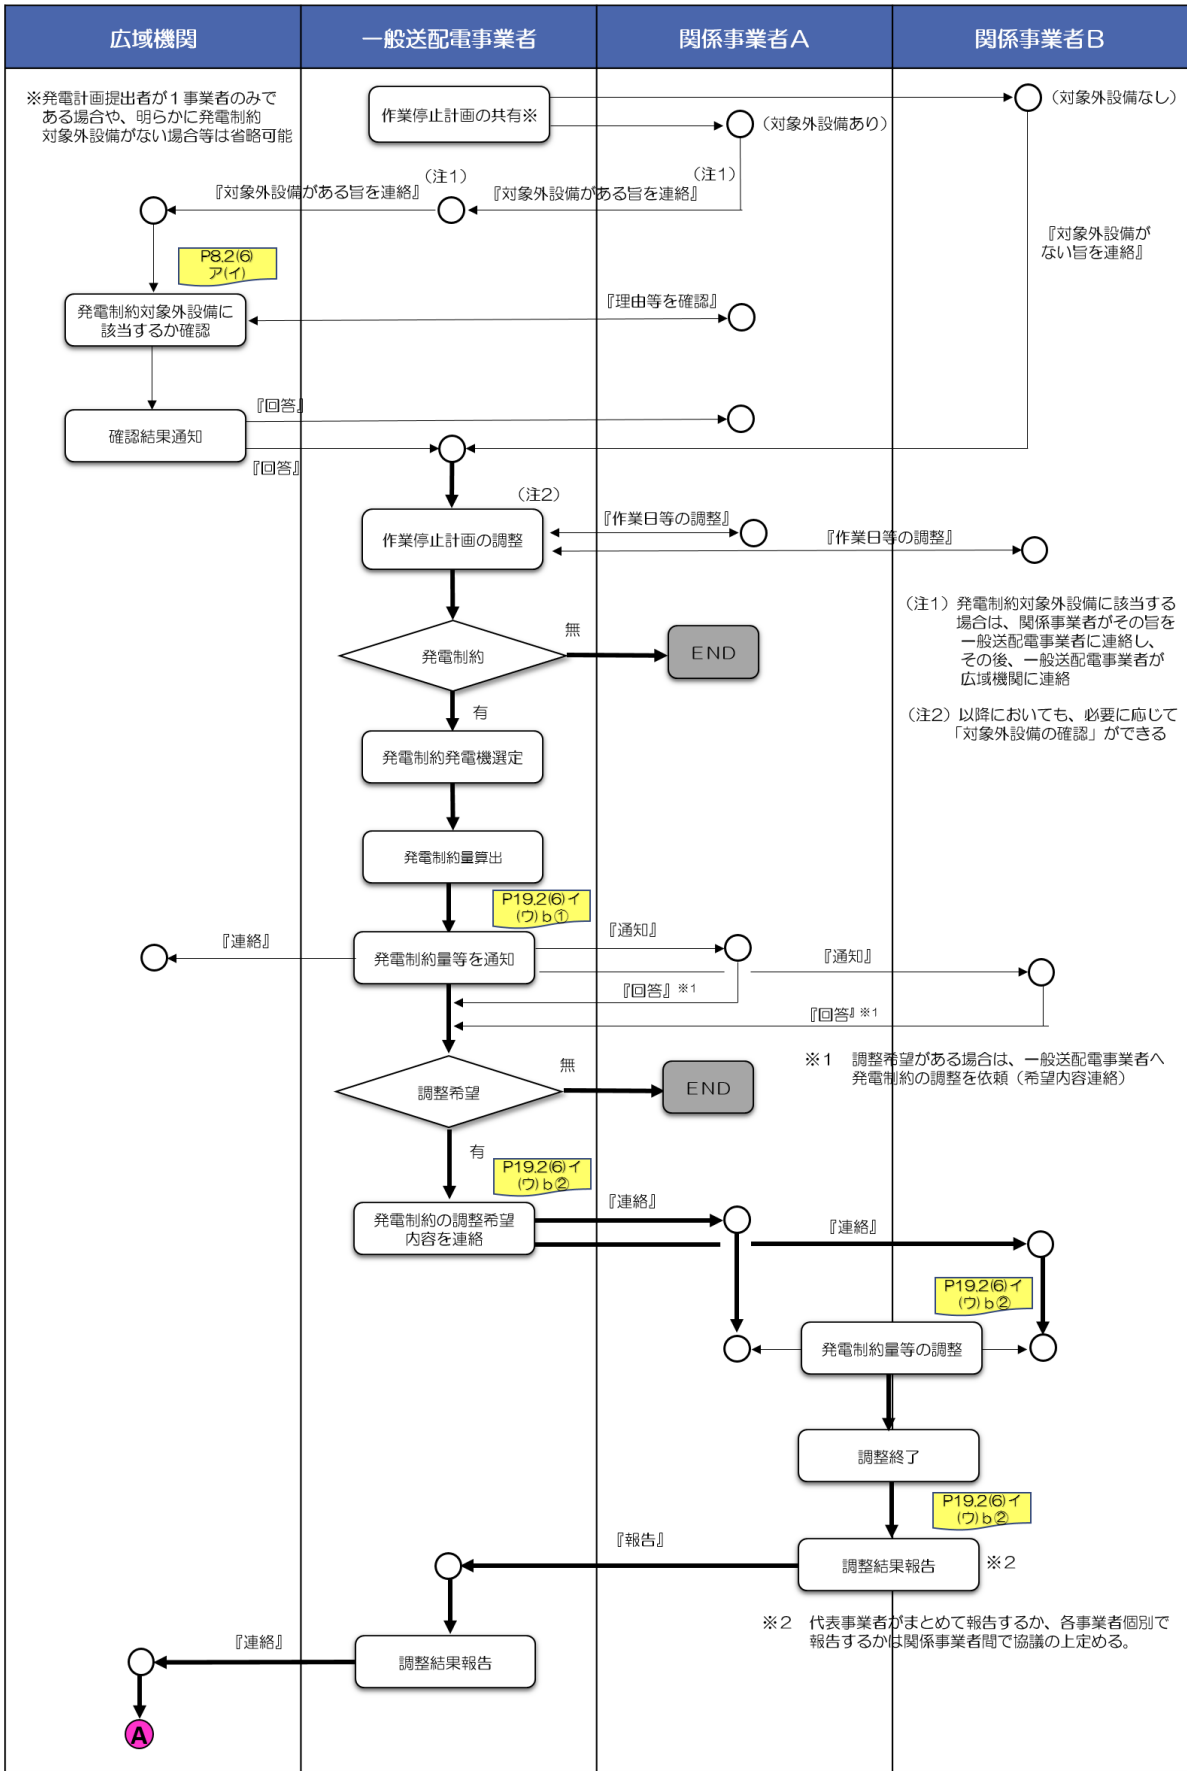 広域機関
一般送配電事業者
関係事業者A
関係事業者B
※発電計画提出者が１事業者のみで
ある場合や、明らかに発電制約
対象外設備がない場合等は省略可能
作業停止計画の共有※
（対象外設備なし）
（対象外設備あり）
（注1）
（注1）
『対象外設備がある旨を連絡』
『対象外設備がある旨を連絡』
『対象外設備が
ない旨を連絡』
P8.2(6)
ア(イ)
発電制約対象外設備に
該当するか確認
『理由等を確認』
『回答』
確認結果通知
『回答』
（注2）
作業停止計画の調整
『作業日等の調整』
『作業日等の調整』
（注1）発電制約対象外設備に該当する
場合は、関係事業者がその旨を
一般送配電事業者に連絡し、
その後、一般送配電事業者が
広域機関に連絡
発電制約
無
END
有
（注2）以降においても、必要に応じて
「対象外設備の確認」ができる
発電制約発電機選定
発電制約量算出
P19.2(6)イ
(ウ)b①
『連絡』
発電制約量等を通知
『通知』
『通知』
『回答』※1
『回答』※1
※1　調整希望がある場合は、一般送配電事業者へ
発電制約の調整を依頼（希望内容連絡）
調整希望
無
END
有
P19.2(6)イ
(ウ)b②
発電制約の調整希望
内容を連絡
『連絡』
『連絡』
P19.2(6)イ
(ウ)b②
発電制約量等の調整
調整終了
P19.2(6)イ
(ウ)b②
『報告』
調整結果報告
※2
※2　代表事業者がまとめて報告するか、各事業者個別で
報告するかは関係事業者間で協議の上定める。
『連絡』
調整結果報告
A